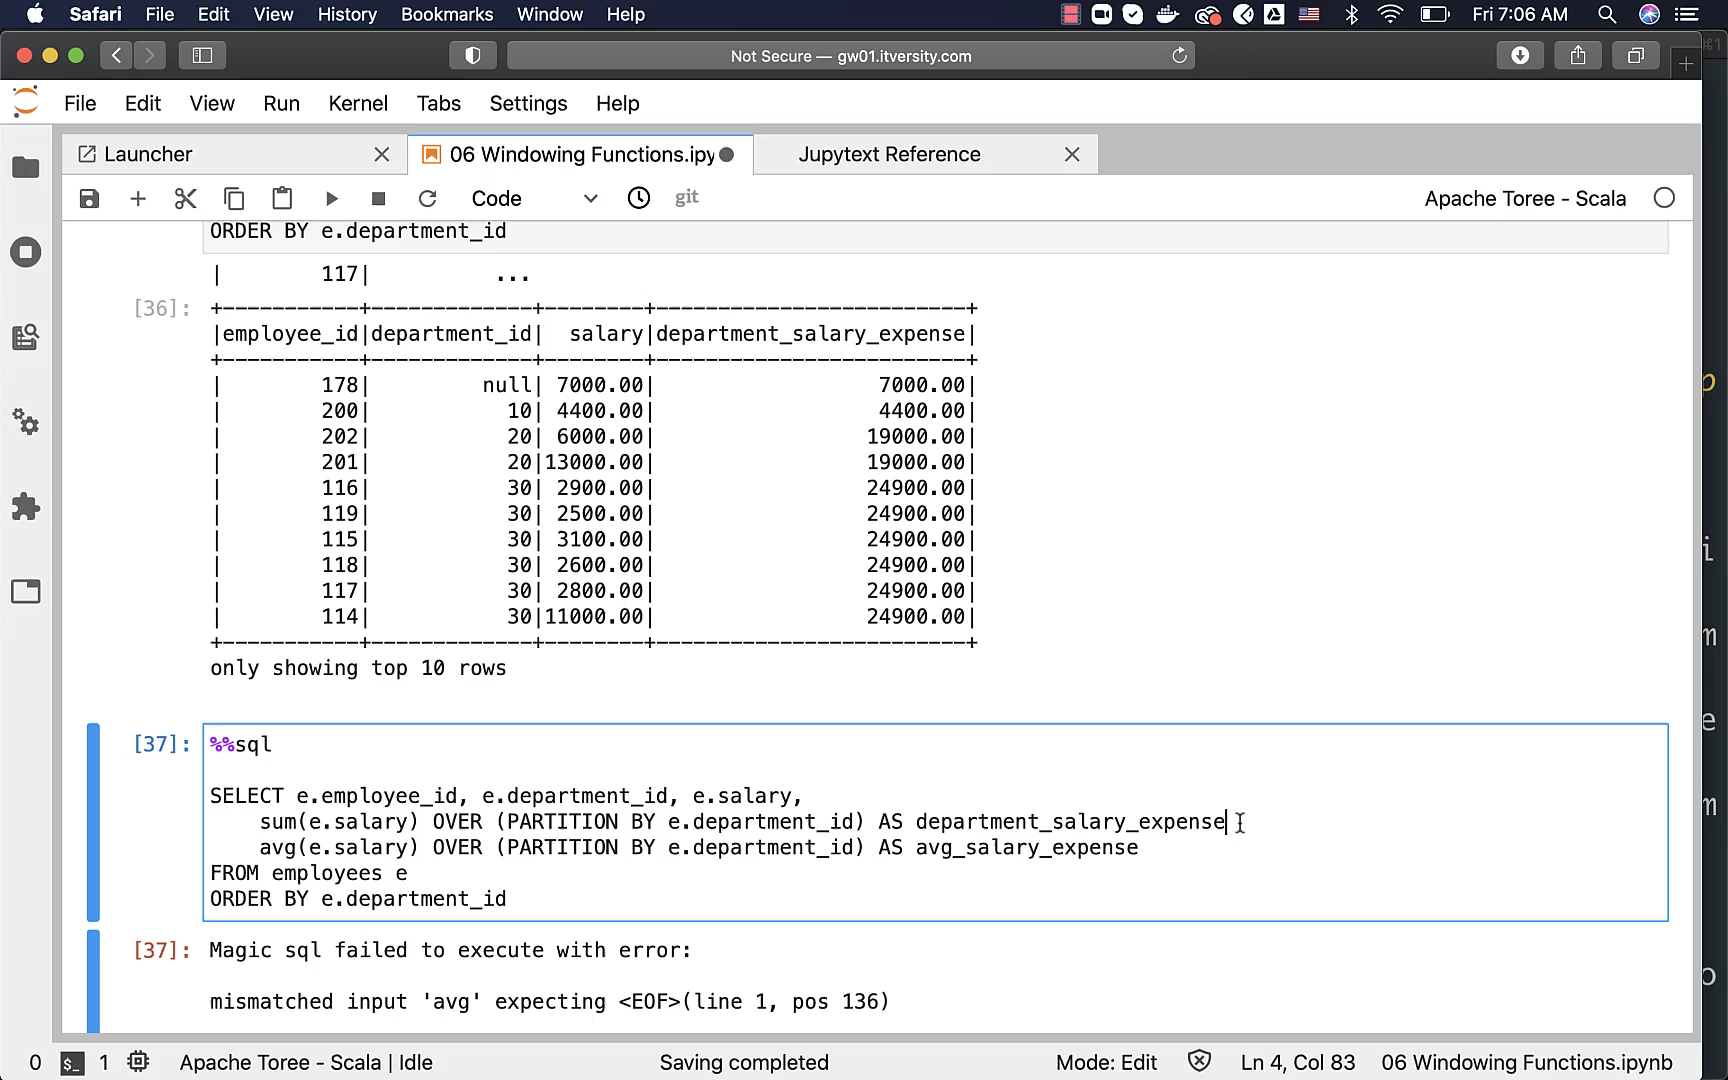 Safari File Edit View History Bookmarks Window Help Fri 7:06 AM
Not Secure — gw01.itversity.com
File Edit View Run Kernel Tabs Settings Help
Launcher 06 Windowing Functions.ipy Jupytext Reference
Code git Apache Toree - Scala
ORDER BY e.department_id
| 117| ...
[36]: +-----------+-------------+--------+-------------------------+
|employee_id|department_id| salary|department_salary_expense|
+-----------+-------------+--------+-------------------------+
| 178| null| 7000.00| 7000.00|
| 200| 10| 4400.00| 4400.00|
| 202| 20| 6000.00| 19000.00|
| 201| 20|13000.00| 19000.00|
| 116| 30| 2900.00| 24900.00|
| 119| 30| 2500.00| 24900.00|
| 115| 30| 3100.00| 24900.00|
| 118| 30| 2600.00| 24900.00|
| 117| 30| 2800.00| 24900.00|
| 114| 30|11000.00| 24900.00|
+-----------+-------------+--------+-------------------------+
only showing top 10 rows
[37]: %%sql
SELECT e.employee_id, e.department_id, e.salary,
sum(e.salary) OVER (PARTITION BY e.department_id) AS department_salary_expense
avg(e.salary) OVER (PARTITION BY e.department_id) AS avg_salary_expense
FROM employees e
ORDER BY e.department_id
[37]: Magic sql failed to execute with error:
mismatched input 'avg' expecting <EOF>(line 1, pos 136)
0 $_ 1 Apache Toree - Scala | Idle Saving completed Mode: Edit Ln 4, Col 83 06 Windowing Functions.ipynb